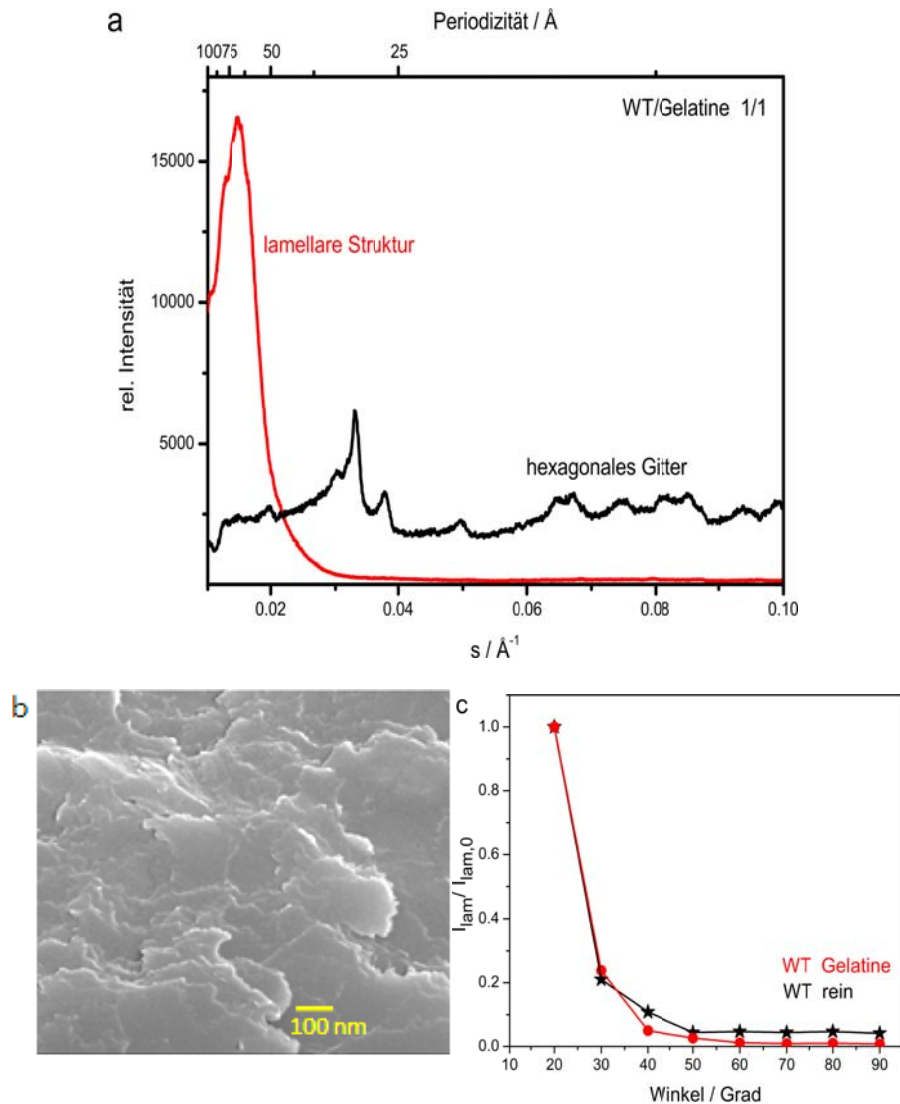 a
Periodizität / Å
100 75 50 25
WT/Gelatine 1/1
15000
lamellare Struktur
10000
rel. Intensität
5000
hexagonales Gitter
0.02 0.04 0.06 0.08 0.10
s / Å⁻¹
b
100 nm
c
1.0
0.8
0.6
0.4
0.2
0.0
I_lam / I_lam,0
WT Gelatine
WT rein
10 20 30 40 50 60 70 80 90
Winkel / Grad